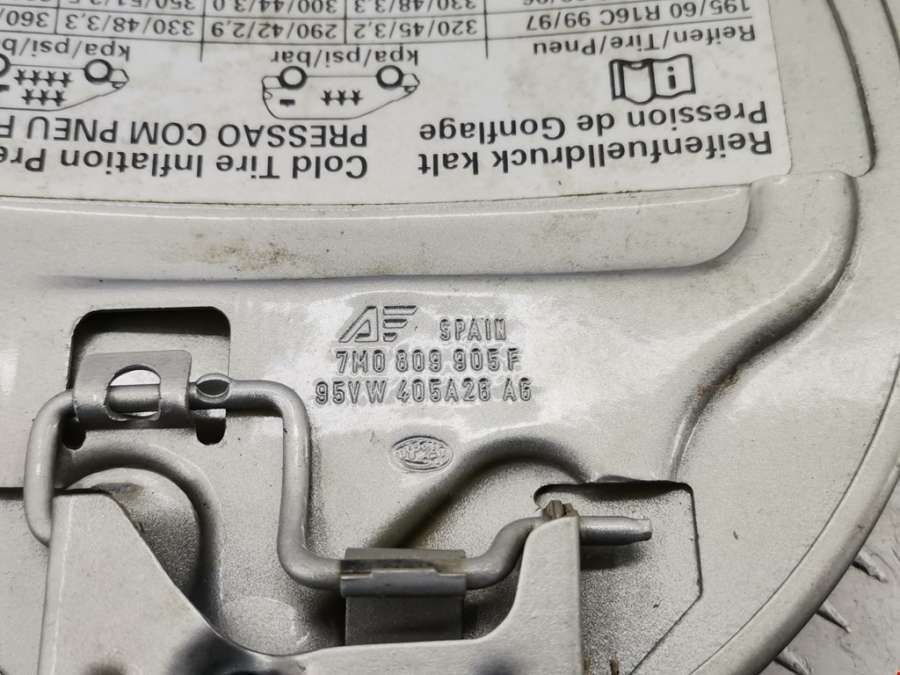 Reifenfuelldruck kalt Cold Tire Inflation Pre
Pression de Gonflage PRESSAO COM PNEU F
Reifen/Tire/Pneu kpa/psi/bar kpa/psi/bar
195/60 R16C 99/97 320/45/3,2 290/42/2,9 330/48/3,3 360/
330/48/3,3 300/44/3,0
SPAIN
7M0 809 905 F
95VW 405A26 AG